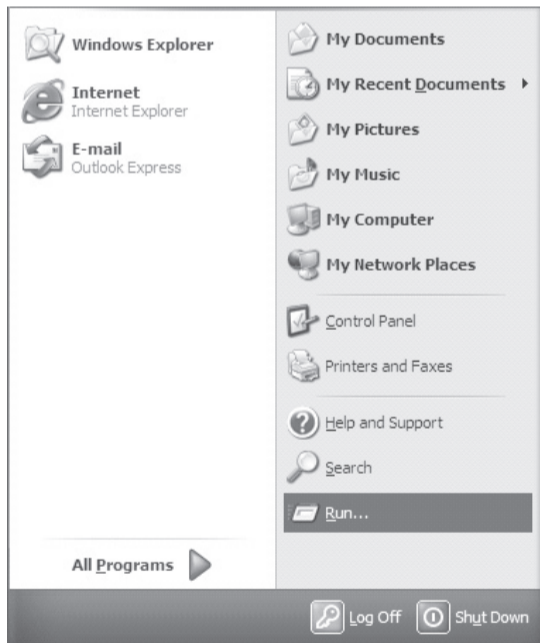 Windows Explorer
Internet
Internet Explorer
E-mail
Outlook Express
All Programs
My Documents
My Recent Documents
My Pictures
My Music
My Computer
My Network Places
Control Panel
Printers and Faxes
Help and Support
Search
Run...
Log Off
Shut Down